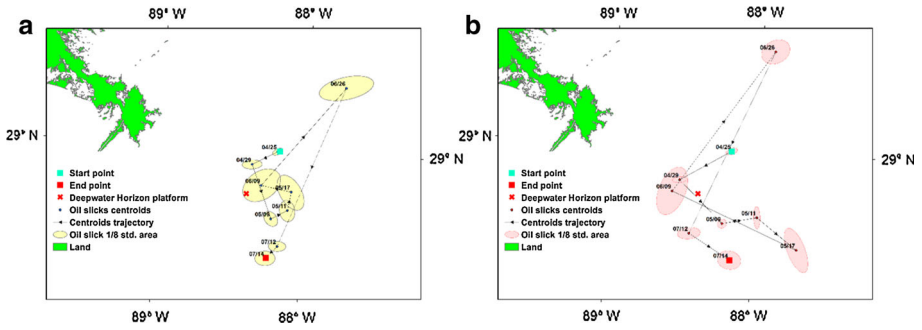 a
89° W
88° W
29° N
29° N
06/26
04/25
04/29
06/09
05/17
05/11
05/06
07/12
07/14
Start point
End point
Deepwater Horizon platform
Oil slicks centroids
Centroids trajectory
Oil slick 1/8 std. area
Land
89° W
88° W
b
89° W
88° W
29° N
29° N
06/26
04/25
04/29
06/09
05/06
05/11
05/17
07/12
07/14
Start point
End point
Deepwater Horizon platform
Oil slicks centroids
Centroids trajectory
Oil slick 1/8 std. area
Land
89° W
88° W